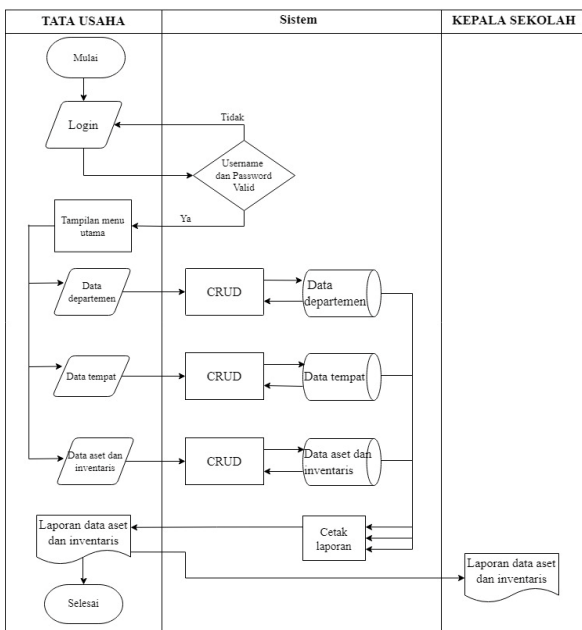 TATA USAHA
Sistem
KEPALA SEKOLAH
Mulai
Login
Tidak
Username
dan Password
Valid
Ya
Tampilan menu
utama
Data
departemen
CRUD
Data
departemen
Data tempat
CRUD
Data tempat
Data aset dan
inventaris
CRUD
Data aset dan
inventaris
Laporan data aset
dan inventaris
Cetak
laporan
Laporan data aset
dan inventaris
Selesai